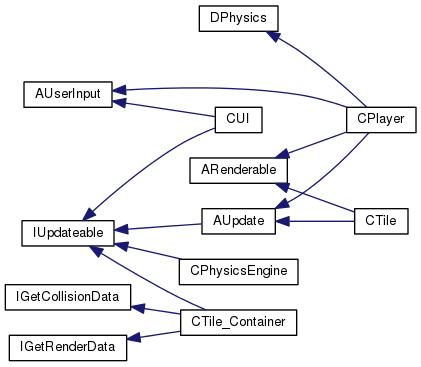 DPhysics
AUserInput
CUI
CPlayer
ARenderable
AUpdate
CTile
IUpdateable
CPhysicsEngine
IGetCollisionData
CTile_Container
IGetRenderData